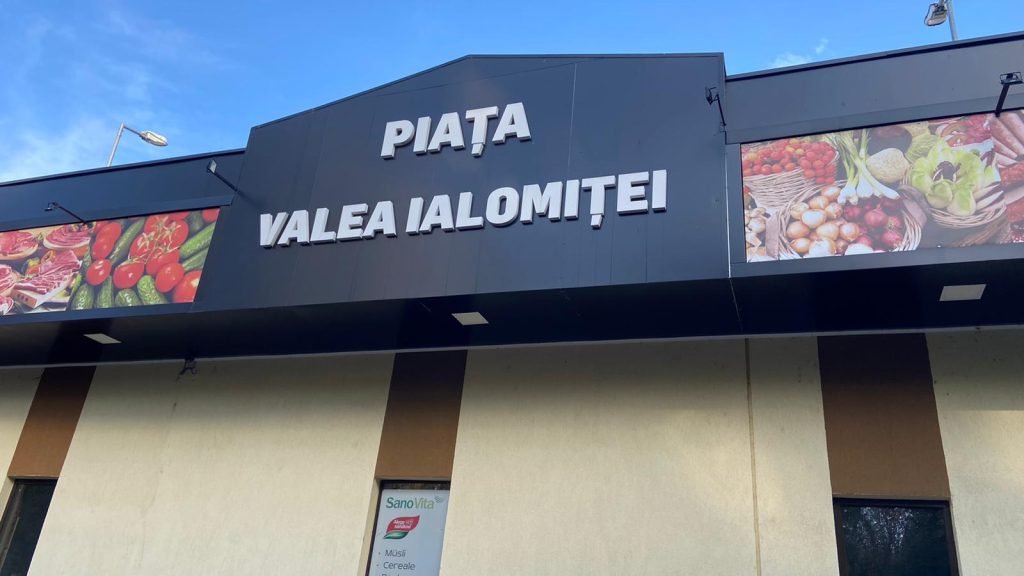 PIAȚA
VALEA IALOMIȚEI
SanoVita
• Müsli
• Cereale